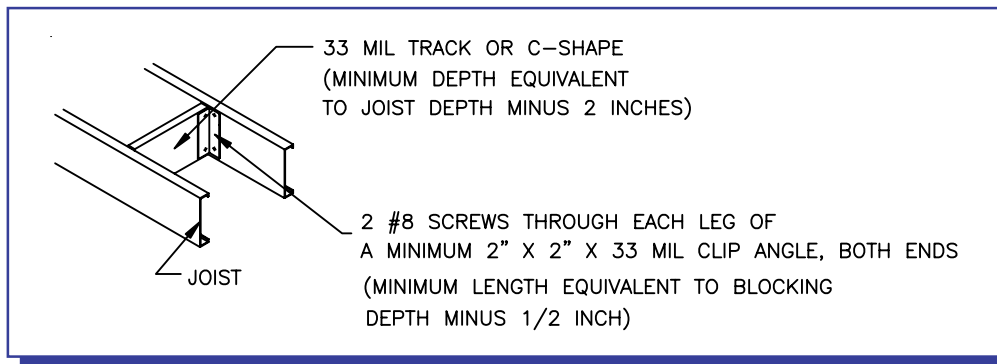 33 MIL TRACK OR C-SHAPE
(MINIMUM DEPTH EQUIVALENT
TO JOIST DEPTH MINUS 2 INCHES)
2 #8 SCREWS THROUGH EACH LEG OF
A MINIMUM 2” X 2” X 33 MIL CLIP ANGLE, BOTH ENDS
(MINIMUM LENGTH EQUIVALENT TO BLOCKING
DEPTH MINUS 1/2 INCH)
JOIST